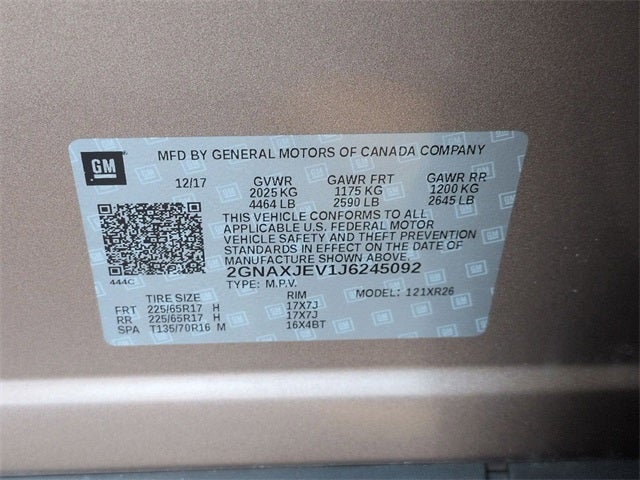 GM
MFD BY GENERAL MOTORS OF CANADA COMPANY
12/17 GVWR GAWR FRT GAWR RR
2025 KG 1175 KG 1200 KG
4464 LB 2590 LB 2645 LB
THIS VEHICLE CONFORMS TO ALL
APPLICABLE U.S. FEDERAL MOTOR
VEHICLE SAFETY AND THEFT PREVENTION
STANDARDS IN EFFECT ON THE DATE OF
MANUFACTURE SHOWN ABOVE.
2GNAXJEV1J6245092
444C TYPE: M.P.V. MODEL: 121XR26
TIRE SIZE RIM
FRT 225/65R17 H 17X7J
RR 225/65R17 H 17X7J
SPA T135/70R16 M 16X4BT